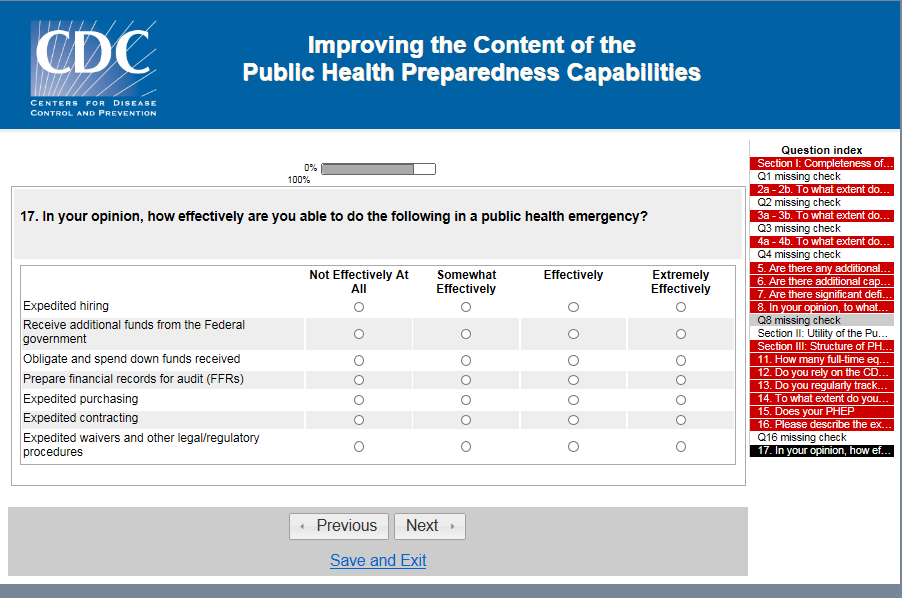 CDC
CENTERS FOR DISEASE
CONTROL AND PREVENTION
Improving the Content of the
Public Health Preparedness Capabilities
0%
100%
17. In your opinion, how effectively are you able to do the following in a public health emergency?
Not Effectively At
All
Somewhat
Effectively
Effectively
Extremely
Effectively
Expedited hiring
Receive additional funds from the Federal
government
Obligate and spend down funds received
Prepare financial records for audit (FFRs)
Expedited purchasing
Expedited contracting
Expedited waivers and other legal/regulatory
procedures
Previous
Next
Save and Exit
Question index
Section I: Completeness of...
Q1 missing check
2a - 2b. To what extent do...
Q2 missing check
3a - 3b. To what extent do...
Q3 missing check
4a - 4b. To what extent do...
Q4 missing check
5. Are there any additional...
6. Are there additional cap...
7. Are there significant defi...
8. In your opinion, to what...
Q8 missing check
Section II: Utility of the Pu...
Section III: Structure of PH...
11. How many full-time eq...
12. Do you rely on the CD...
13. Do you regularly track...
14. To what extent do you...
15. Does your PHEP
16. Please describe the ex...
Q16 missing check
17. In your opinion, how ef...